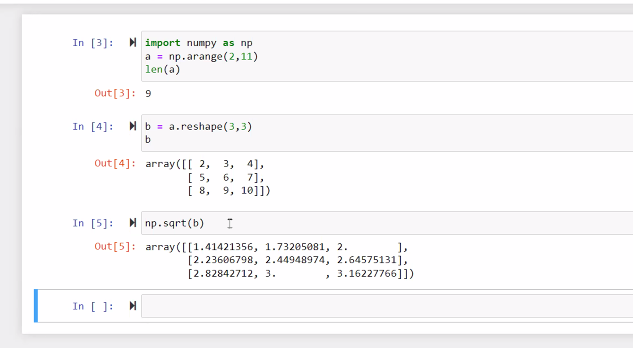 In [3]: import numpy as np
a = np.arange(2,11)
len(a)
Out[3]: 9
In [4]: b = a.reshape(3,3)
b
Out[4]: array([[ 2,  3,  4],
       [ 5,  6,  7],
       [ 8,  9, 10]])
In [5]: np.sqrt(b)
Out[5]: array([[1.41421356, 1.73205081, 2.        ],
       [2.23606798, 2.44948974, 2.64575131],
       [2.82842712, 3.        , 3.16227766]])
In [ ]: